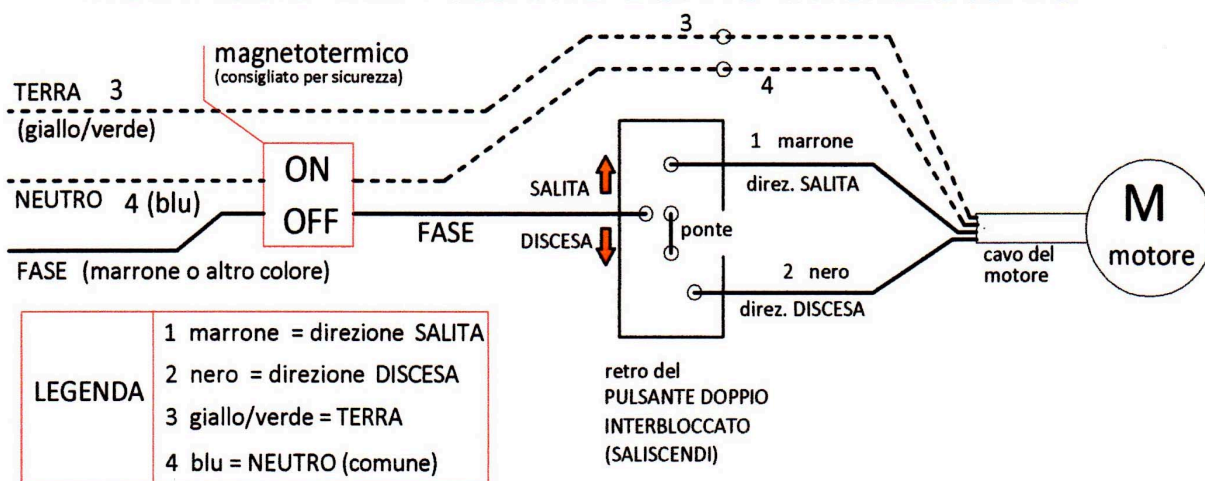 magnetotermico
(consigliato per sicurezza)
3
4
TERRA 3
(giallo/verde)
NEUTRO 4 (blu)
ON
OFF
FASE
FASE (marrone o altro colore)
SALITA
DISCESA
ponte
1 marrone
direz. SALITA
2 nero
direz. DISCESA
cavo del
motore
M
motore
LEGENDA
1 marrone = direzione SALITA
2 nero = direzione DISCESA
3 giallo/verde = TERRA
4 blu = NEUTRO (comune)
retro del
PULSANTE DOPPIO
INTERBLOCCATO
(SALISCENDI)